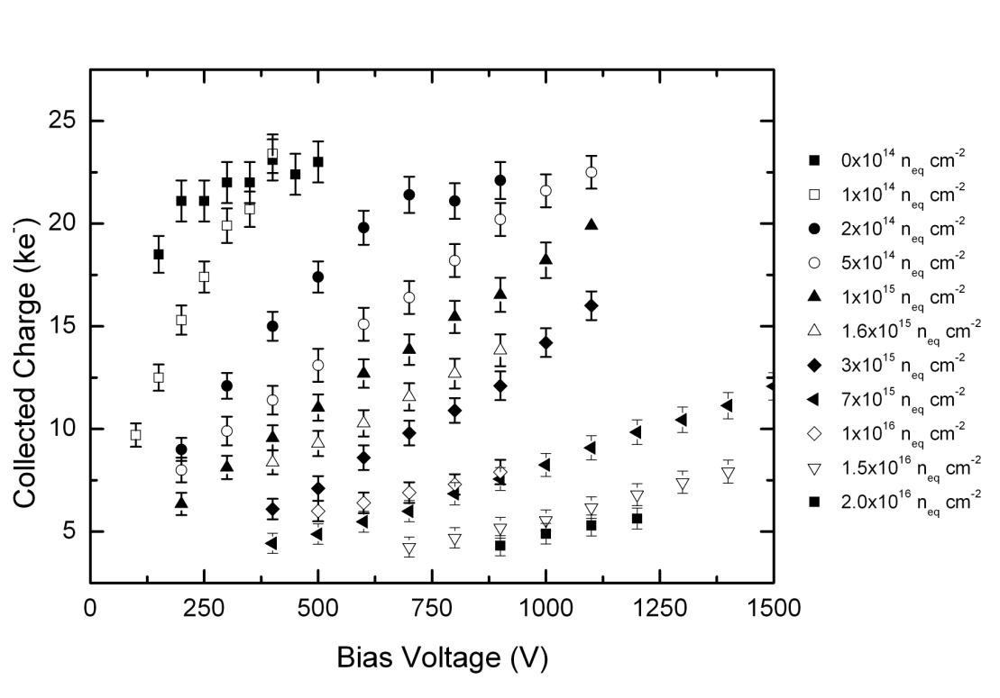 Collected Charge (ke⁻)
25
20
15
10
5
0
250
500
750
1000
1250
1500
Bias Voltage (V)
0x10¹⁴ n_eq cm⁻²
1x10¹⁴ n_eq cm⁻²
2x10¹⁴ n_eq cm⁻²
5x10¹⁴ n_eq cm⁻²
1x10¹⁵ n_eq cm⁻²
1.6x10¹⁵ n_eq cm⁻²
3x10¹⁵ n_eq cm⁻²
7x10¹⁵ n_eq cm⁻²
1x10¹⁶ n_eq cm⁻²
1.5x10¹⁶ n_eq cm⁻²
2.0x10¹⁶ n_eq cm⁻²